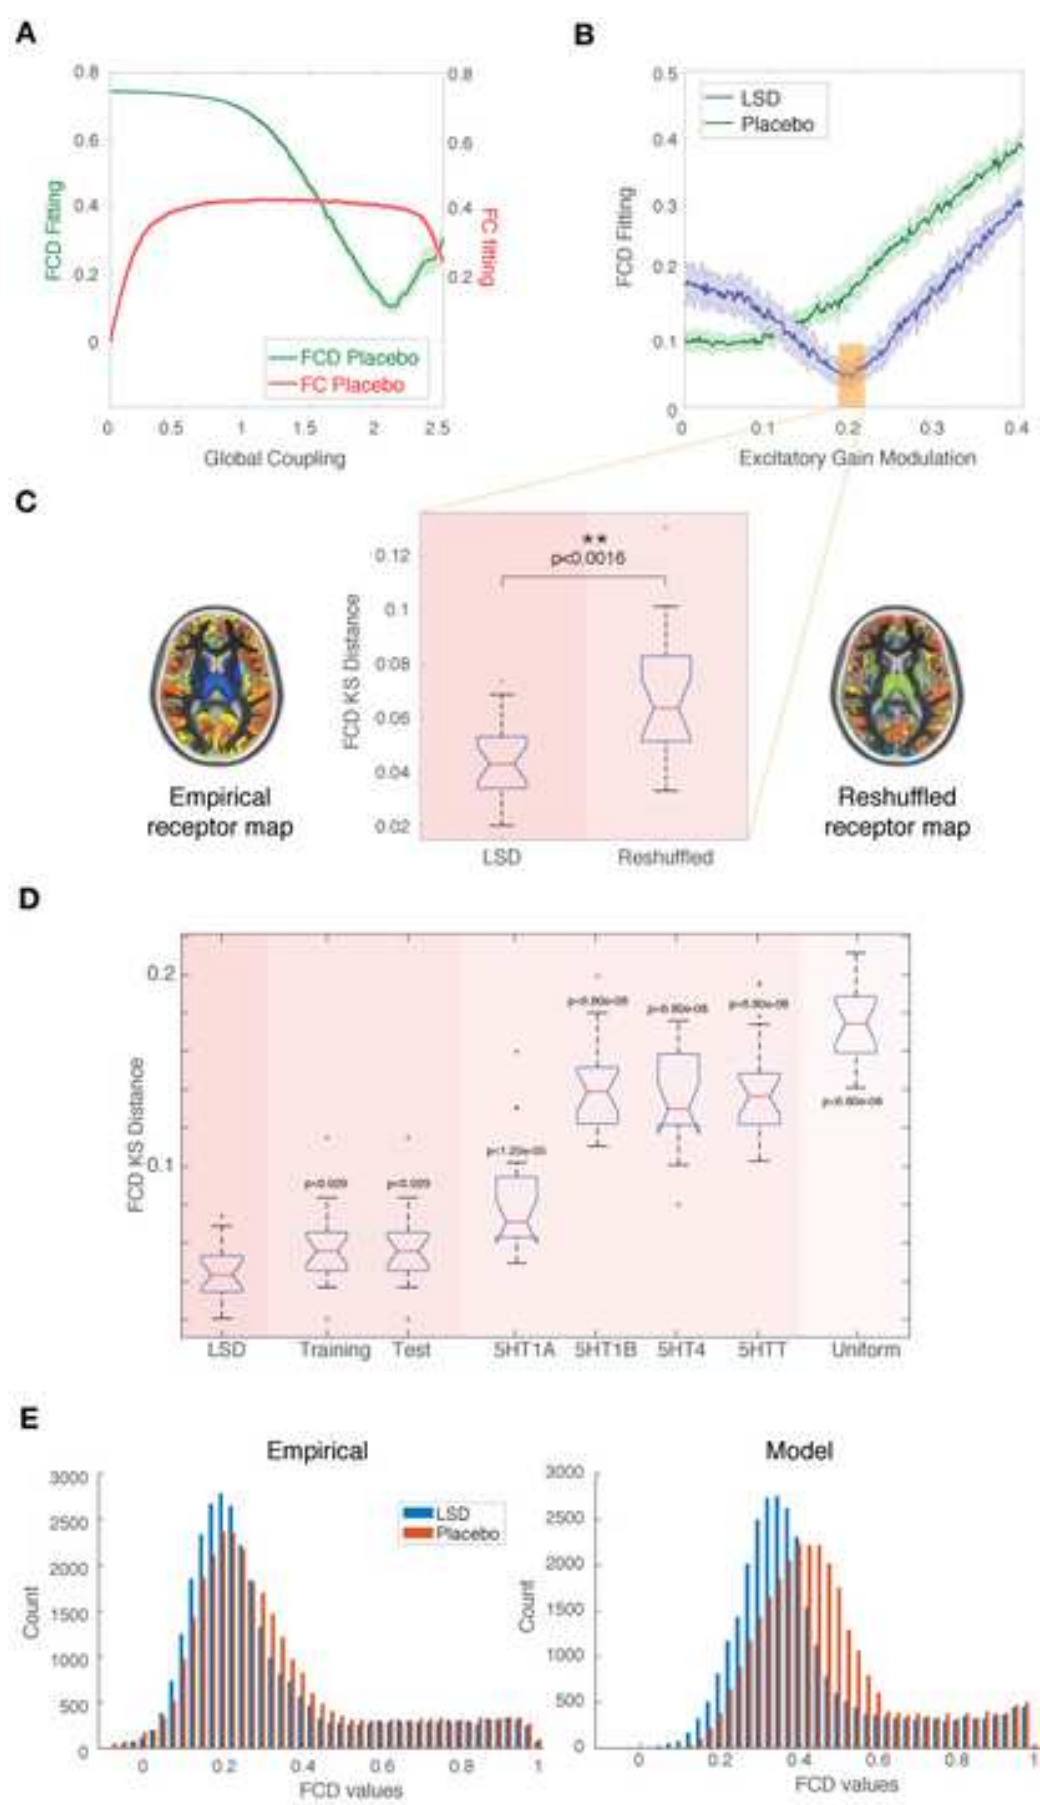 A
0.8
0.6
0.4
0.2
0
0.8
0.6
0.4
0.2
FCD Fitting
FC fitting
FCD Placebo
FC Placebo
0 0.5 1 1.5 2 2.5
Global Coupling
B
0.5
0.4
0.3
0.2
0.1
0
FCD Fitting
LSD
Placebo
0 0.1 0.2 0.3 0.4
Excitatory Gain Modulation
C
Empirical
receptor map
0.12
0.1
0.08
0.06
0.04
0.02
FCD KS Distance
**
p<0.0016
LSD Reshuffled
Reshuffled
receptor map
D
0.2
0.1
FCD KS Distance
p<0.009 p<0.009
LSD Training Test 5HT1A 5HT1B 5HT4 5HTT Uniform
E
Empirical
3000
2500
2000
1500
1000
500
0
Count
LSD
Placebo
0 0.2 0.4 0.6 0.8 1
FCD values
Model
3000
2500
2000
1500
1000
500
0
Count
0 0.2 0.4 0.6 0.8 1
FCD values